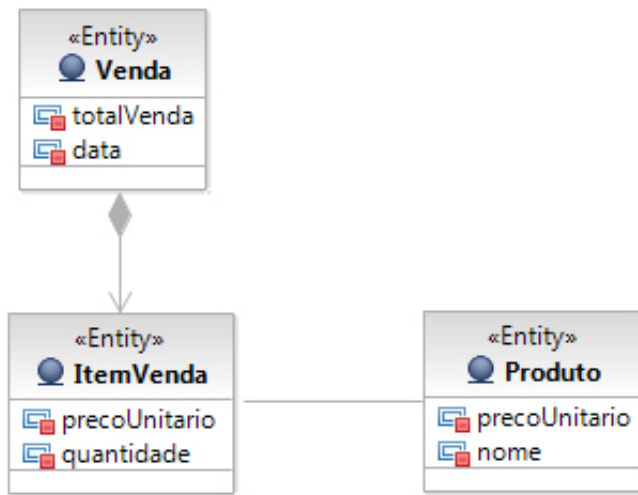 «Entity»
Venda
totalVenda
data
«Entity»
ItemVenda
precoUnitario
quantidade
«Entity»
Produto
precoUnitario
nome